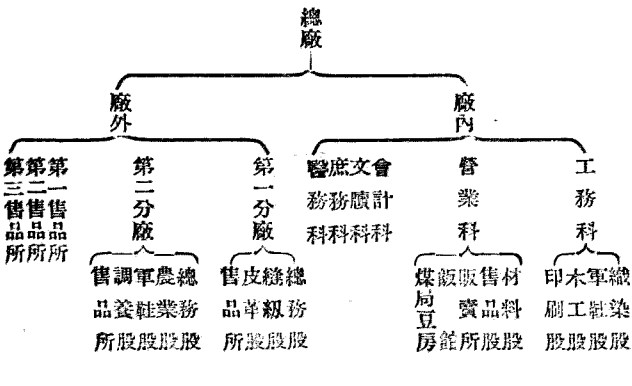 總廠
廠內
廠外
工務科
營業科
會計科
文牘科
庶務科
醫務科
第一分廠
第二分廠
第一售品所
第二售品所
第三售品所
織染股
軍鞋股
木工股
印刷股
材料股
售品股
販賣所
飯館
煤局豆房
總務股
縫級股
皮革股
售品所
總務股
農業股
軍鞋股
調養股
售品所